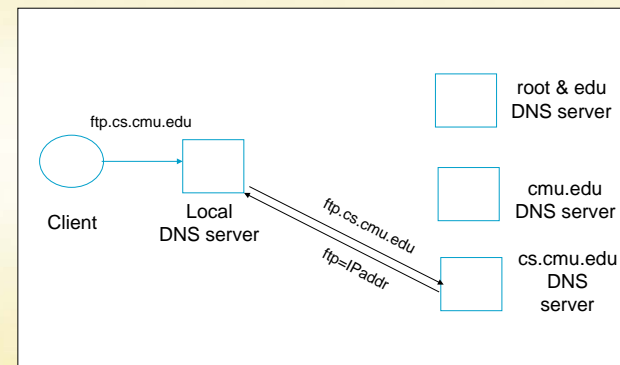 root & edu
DNS server
ftp.cs.cmu.edu
cmu.edu
DNS server
Client
Local
DNS server
ftp.cs.cmu.edu
ftp=IPaddr
cs.cmu.edu
DNS
server